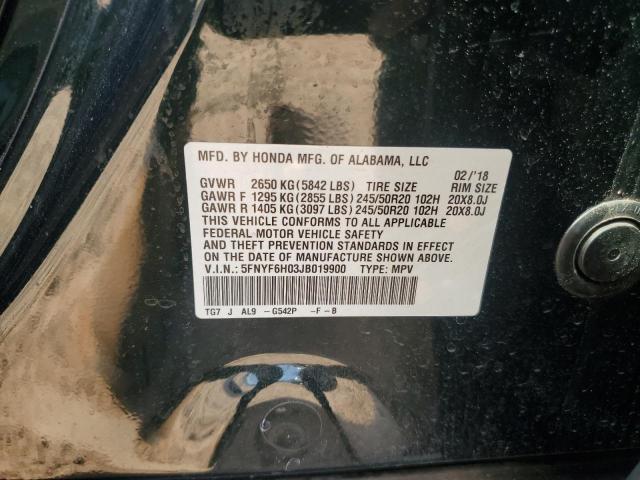 MFD. BY HONDA MFG. OF ALABAMA, LLC
02/'18
GVWR 2650 KG (5842 LBS) TIRE SIZE RIM SIZE
GAWR F 1295 KG (2855 LBS) 245/50R20 102H 20X8.0J
GAWR R 1405 KG (3097 LBS) 245/50R20 102H 20X8.0J
THIS VEHICLE CONFORMS TO ALL APPLICABLE
FEDERAL MOTOR VEHICLE SAFETY
AND THEFT PREVENTION STANDARDS IN EFFECT
ON THE DATE OF MANUFACTURE SHOWN ABOVE.
V.I.N.: 5FNYF6H03JB019900 TYPE: MPV
TG7 J AL9 -G542P -F-B